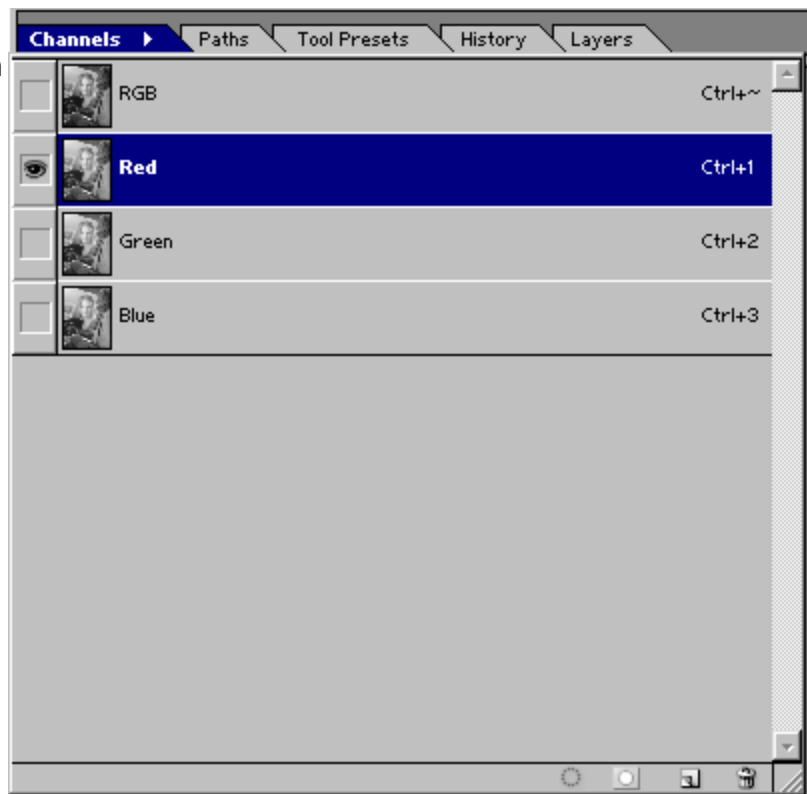 Channels Paths Tool Presets History Layers
RGB Ctrl+~
Red Ctrl+1
Green Ctrl+2
Blue Ctrl+3